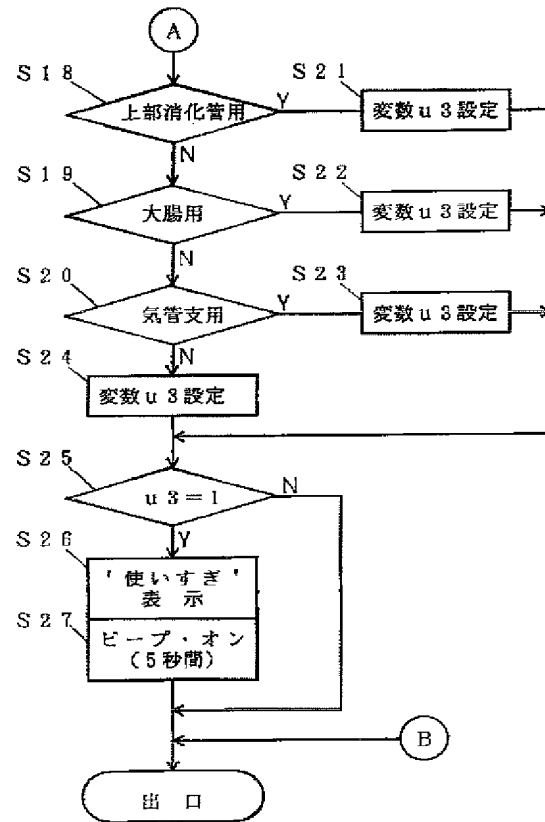 A
S18
上部消化管用
Y
S21
変数u3設定
N
S19
大腸用
Y
S22
変数u3設定
N
S20
気管支用
Y
S23
変数u3設定
N
S24
変数u3設定
S25
u3=1
N
Y
S26
'使いすぎ'
表示
S27
ビープ・オン
(5秒間)
B
出口